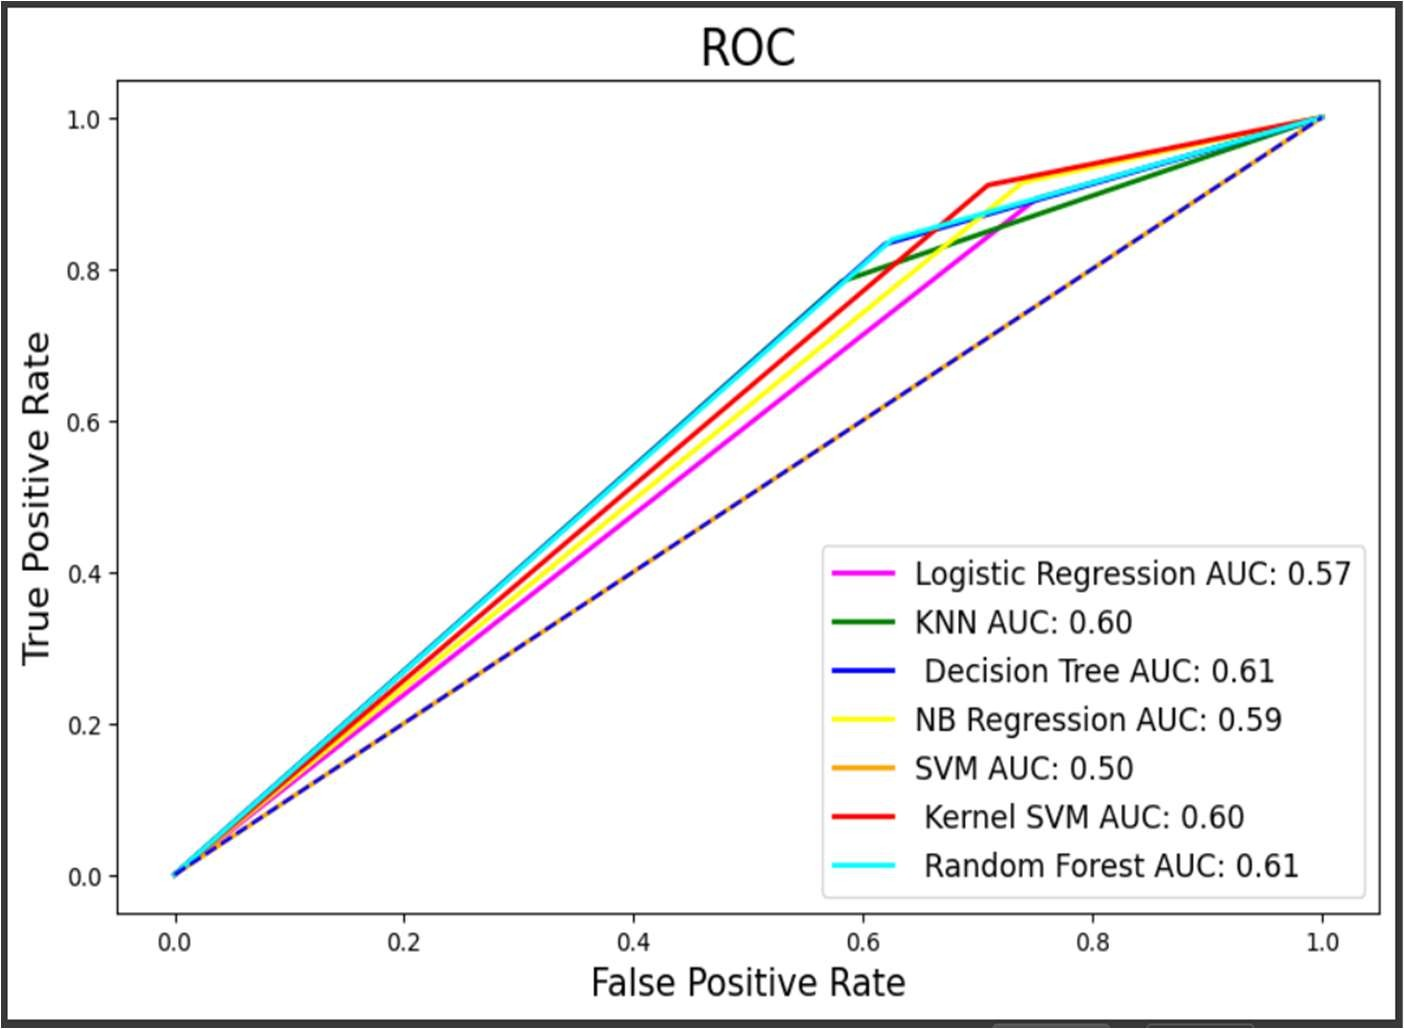 ROC
True Positive Rate
1.0
0.8
0.6
0.4
0.2
0.0
Logistic Regression AUC: 0.57
KNN AUC: 0.60
Decision Tree AUC: 0.61
NB Regression AUC: 0.59
SVM AUC: 0.50
Kernel SVM AUC: 0.60
Random Forest AUC: 0.61
0.0 0.2 0.4 0.6 0.8 1.0
False Positive Rate